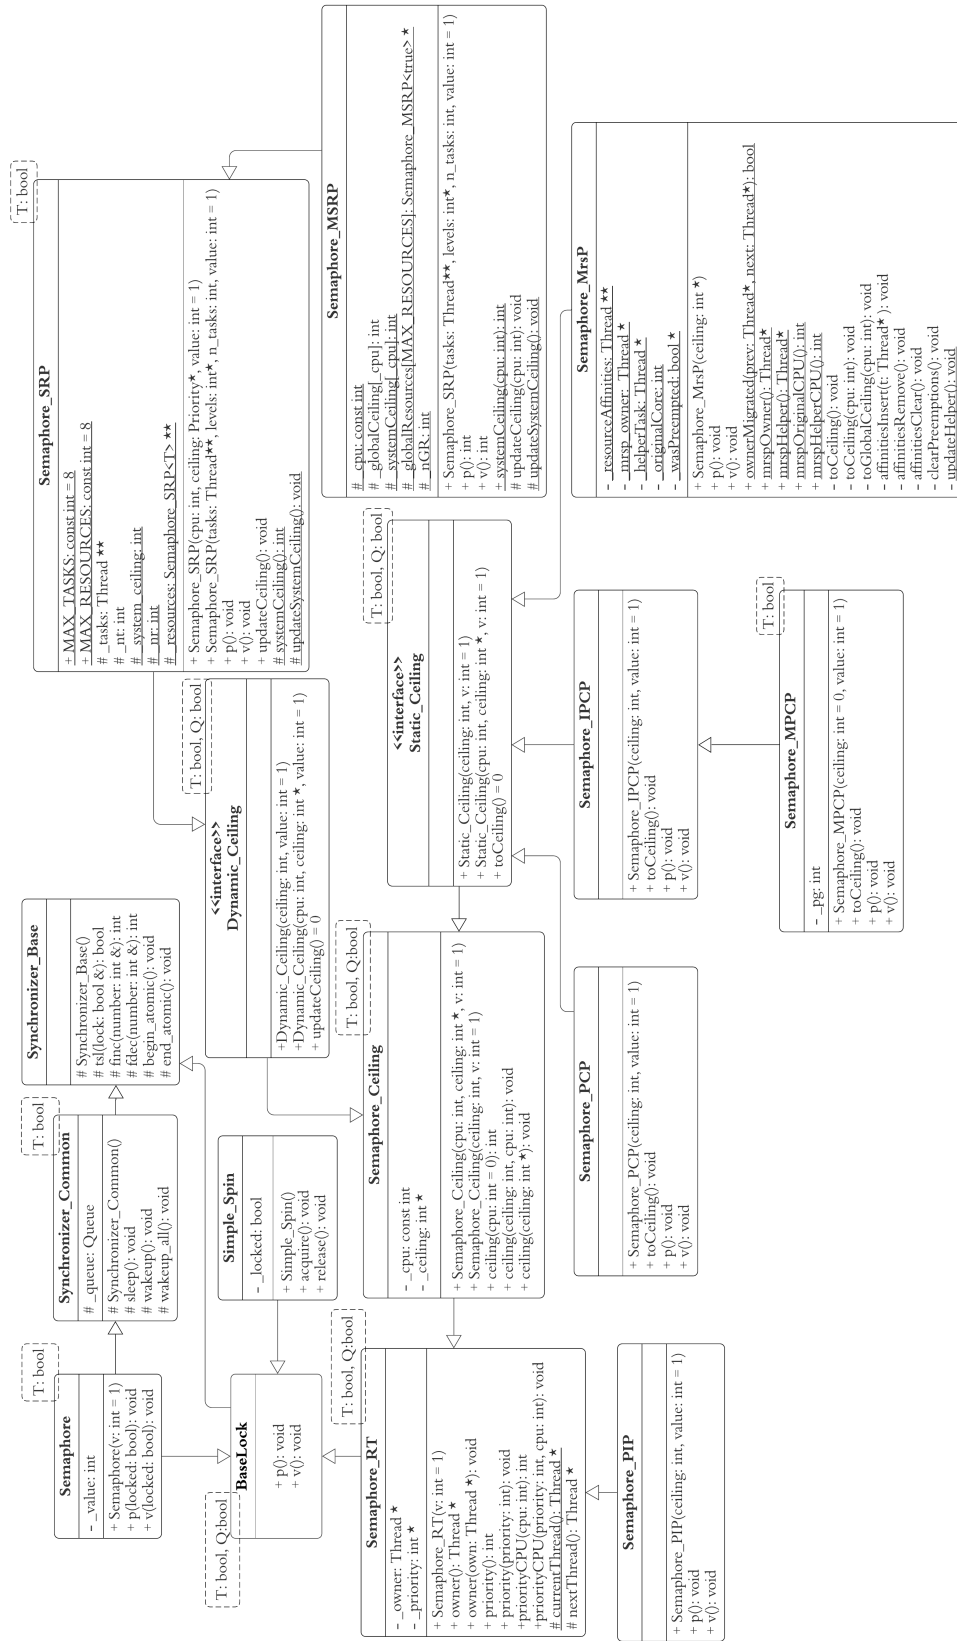 Semaphore
T: bool
- _value: int
+ Semaphore(v: int = 1)
+ p(locked: bool): void
+ v(locked: bool): void
Synchronizer_Common
T: bool
# _queue: Queue
# Synchronizer_Common()
# sleep(): void
# wakeup(): void
# wakeup_all(): void
Synchronizer_Base
# Synchronizer_Base()
# tsl(lock: bool &): bool
# finc(number: int &): int
# fdec(number: int &): int
# begin_atomic(): void
# end_atomic(): void
Semaphore_SRP
T: bool
+ MAX_TASKS: const int = 8
+ MAX_RESOURCES: const int = 8
# _tasks: Thread **
# _nt: int
# _system_ceiling: int
# _nr: int
# _resources: Semaphore_SRP<T> **
+ Semaphore_SRP(cpu: int, ceiling: Priority*, value: int = 1)
+ Semaphore_SRP(tasks: Thread**, levels: int*, n_tasks: int, value: int = 1)
+ p(): void
+ v(): void
+ updateCeiling(): void
# systemCeiling(): int
# updateSystemCeiling(): void
BaseLock
T: bool, Q:bool
+ p(): void
+ v(): void
Simple_Spin
- _locked: bool
+ Simple_Spin()
+ acquire(): void
+ release(): void
<<interface>>
Dynamic_Ceiling
T: bool, Q: bool
+Dynamic_Ceiling(ceiling: int, value: int = 1)
+Dynamic_Ceiling(cpu: int, ceiling: int *, value: int = 1)
+ updateCeiling() = 0
Semaphore_MSRP
# _cpu: const int
# _globalCeiling[_cpu]: int
# _systemCeiling[_cpu]: int
# _globalResources[MAX_RESOURCES]: Semaphore_MSRP<true> *
# _nGR: int
+ Semaphore_SRP(tasks: Thread**, levels: int*, n_tasks: int, value: int = 1)
+ p(): int
+ v(): int
+ systemCeiling(cpu: int): int
# updateCeiling(cpu: int): void
# updateSystemCeiling(): void
Semaphore_RT
T: bool, Q:bool
- _owner: Thread *
- _priority: int *
+ Semaphore_RT(v: int = 1)
+ owner(): Thread *
+ owner(own: Thread *): void
+ priority(): int
+ priority(priority: int): void
+priorityCPU(cpu: int): int
+priorityCPU(priority: int, cpu: int): void
# currentThread(): Thread *
# nextThread(): Thread *
Semaphore_Ceiling
T: bool, Q:bool
- _cpu: const int
- _ceiling: int *
+ Semaphore_Ceiling(cpu: int, ceiling: int *, v: int = 1)
+ Semaphore_Ceiling(ceiling: int, v: int = 1)
+ ceiling(cpu: int = 0): int
+ ceiling(ceiling: int, cpu: int): void
+ ceiling(ceiling: int *): void
<<interface>>
Static_Ceiling
T: bool, Q: bool
+ Static_Ceiling(ceiling: int, v: int = 1)
+ Static_Ceiling(cpu: int, ceiling: int *, v: int = 1)
+ toCeiling() = 0
Semaphore_MrsP
- _resourceAffinities: Thread **
- _mrsp_owner: Thread *
- _helperTask: Thread *
- _originalCore: int
- _wasPreempted: bool *
+ Semaphore_MrsP(ceiling: int *)
+ p(): void
+ v(): void
+ ownerMigrated(prev: Thread*, next: Thread*): bool
+ mrspOwner(): Thread*
+ mrspHelper(): Thread*
+ mrspOriginalCPU(): int
+ mrspHelperCPU(): int
- toCeiling(): void
- toCeiling(cpu: int): void
- toGlobalCeiling(cpu: int): void
- affinitiesInsert(t: Thread* ): void
- affinitiesRemove(): void
- affinitiesClear(): void
- clearPreemptions(): void
- updateHelper(): void
Semaphore_PIP
+ Semaphore_PIP(ceiling: int, value: int = 1)
+ p(): void
+ v(): void
Semaphore_PCP
+ Semaphore_PCP(ceiling: int, value: int = 1)
+ toCeiling(): void
+ p(): void
+ v(): void
Semaphore_IPCP
+ Semaphore_IPCP(ceiling: int, value: int = 1)
+ toCeiling(): void
+ p(): void
+ v(): void
Semaphore_MPCP
T: bool
- _pg: int
+ Semaphore_MPCP(ceiling: int = 0, value: int = 1)
+ toCeiling(): void
+ p(): void
+ v(): void